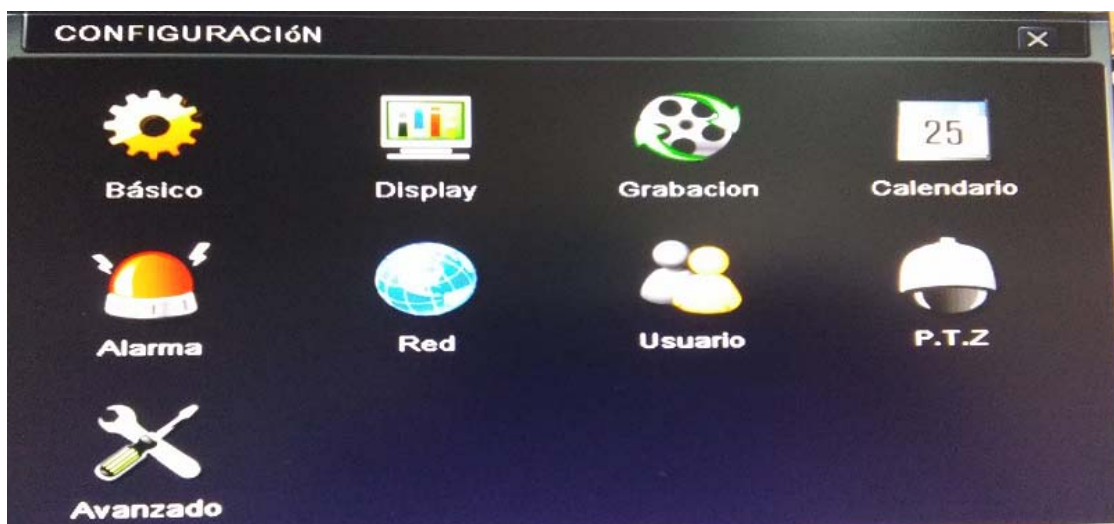 CONFIGURACIóN
Básico Display Grabacion Calendario
25
Alarma Red Usuario P.T.Z
Avanzado